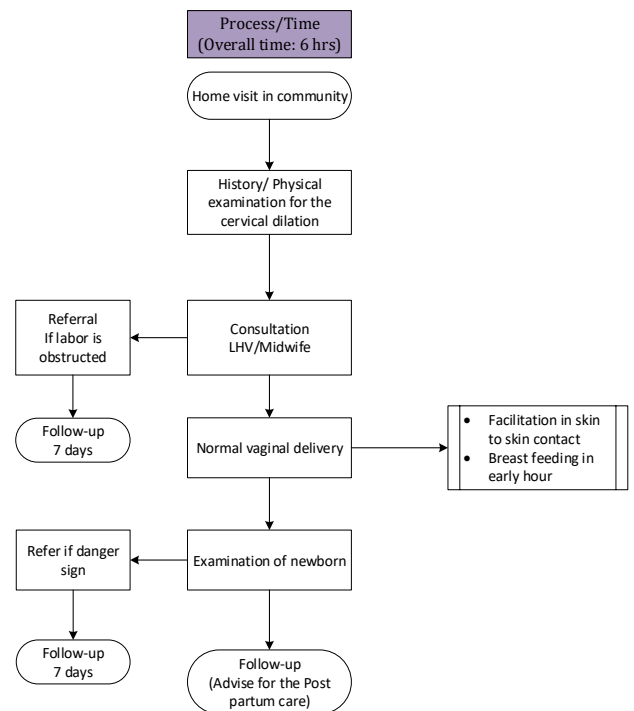 Process/Time
(Overall time: 6 hrs)
Home visit in community
History/ Physical
examination for the
cervical dilation
Referral
If labor is
obstructed
Consultation
LHV/Midwife
Follow-up
7 days
Normal vaginal delivery
• Facilitation in skin
to skin contact
• Breast feeding in
early hour
Refer if danger
sign
Examination of newborn
Follow-up
7 days
Follow-up
(Advise for the Post
partum care)